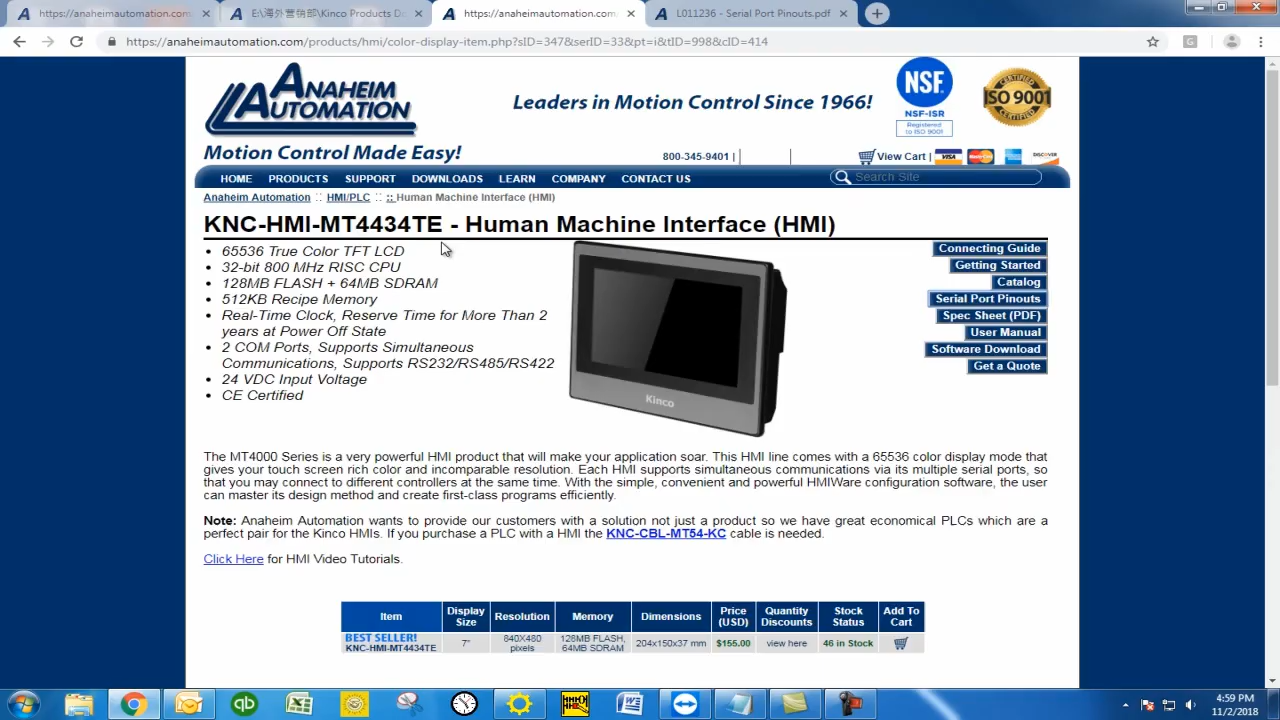 https://anaheimautomation.com
E:\海外营销部\Kinco Products Do
https://anaheimautomation.com
L011236 - Serial Port Pinouts.pdf
https://anaheimautomation.com/products/hmi/color-display-item.php?sID=347&serID=33&pt=i&tID=998&cID=414
ANAHEIM
AUTOMATION
Leaders in Motion Control Since 1966!
NSF.
NSF-ISR
Registered
to ISO 9001
CERTIFIED
ISO 9001
Motion Control Made Easy!
800-345-9401 |
View Cart |
VISA
DISCOVER
HOME PRODUCTS SUPPORT DOWNLOADS LEARN COMPANY CONTACT US
Search Site
Anaheim Automation :: HMI/PLC :: :: Human Machine Interface (HMI)
KNC-HMI-MT4434TE - Human Machine Interface (HMI)
• 65536 True Color TFT LCD
• 32-bit 800 MHz RISC CPU
• 128MB FLASH + 64MB SDRAM
• 512KB Recipe Memory
• Real-Time Clock, Reserve Time for More Than 2
years at Power Off State
• 2 COM Ports, Supports Simultaneous
Communications, Supports RS232/RS485/RS422
• 24 VDC Input Voltage
• CE Certified
Kinco
Connecting Guide
Getting Started
Catalog
Serial Port Pinouts
Spec Sheet (PDF)
User Manual
Software Download
Get a Quote
The MT4000 Series is a very powerful HMI product that will make your application soar. This HMI line comes with a 65536 color display mode that
gives your touch screen rich color and incomparable resolution. Each HMI supports simultaneous communications via its multiple serial ports, so
that you may connect to different controllers at the same time. With the simple, convenient and powerful HMIWare configuration software, the user
can master its design method and create first-class programs efficiently.
Note: Anaheim Automation wants to provide our customers with a solution not just a product so we have great economical PLCs which are a
perfect pair for the Kinco HMIs. If you purchase a PLC with a HMI the KNC-CBL-MT54-KC cable is needed.
Click Here for HMI Video Tutorials.
Item Display Size Resolution Memory Dimensions Price (USD) Quantity Discounts Stock Status Add To Cart
BEST SELLER!
KNC-HMI-MT4434TE 7" 840X480 pixels 128MB FLASH, 64MB SDRAM 204x150x37 mm $155.00 view here 46 in Stock
4:59 PM
11/2/2018